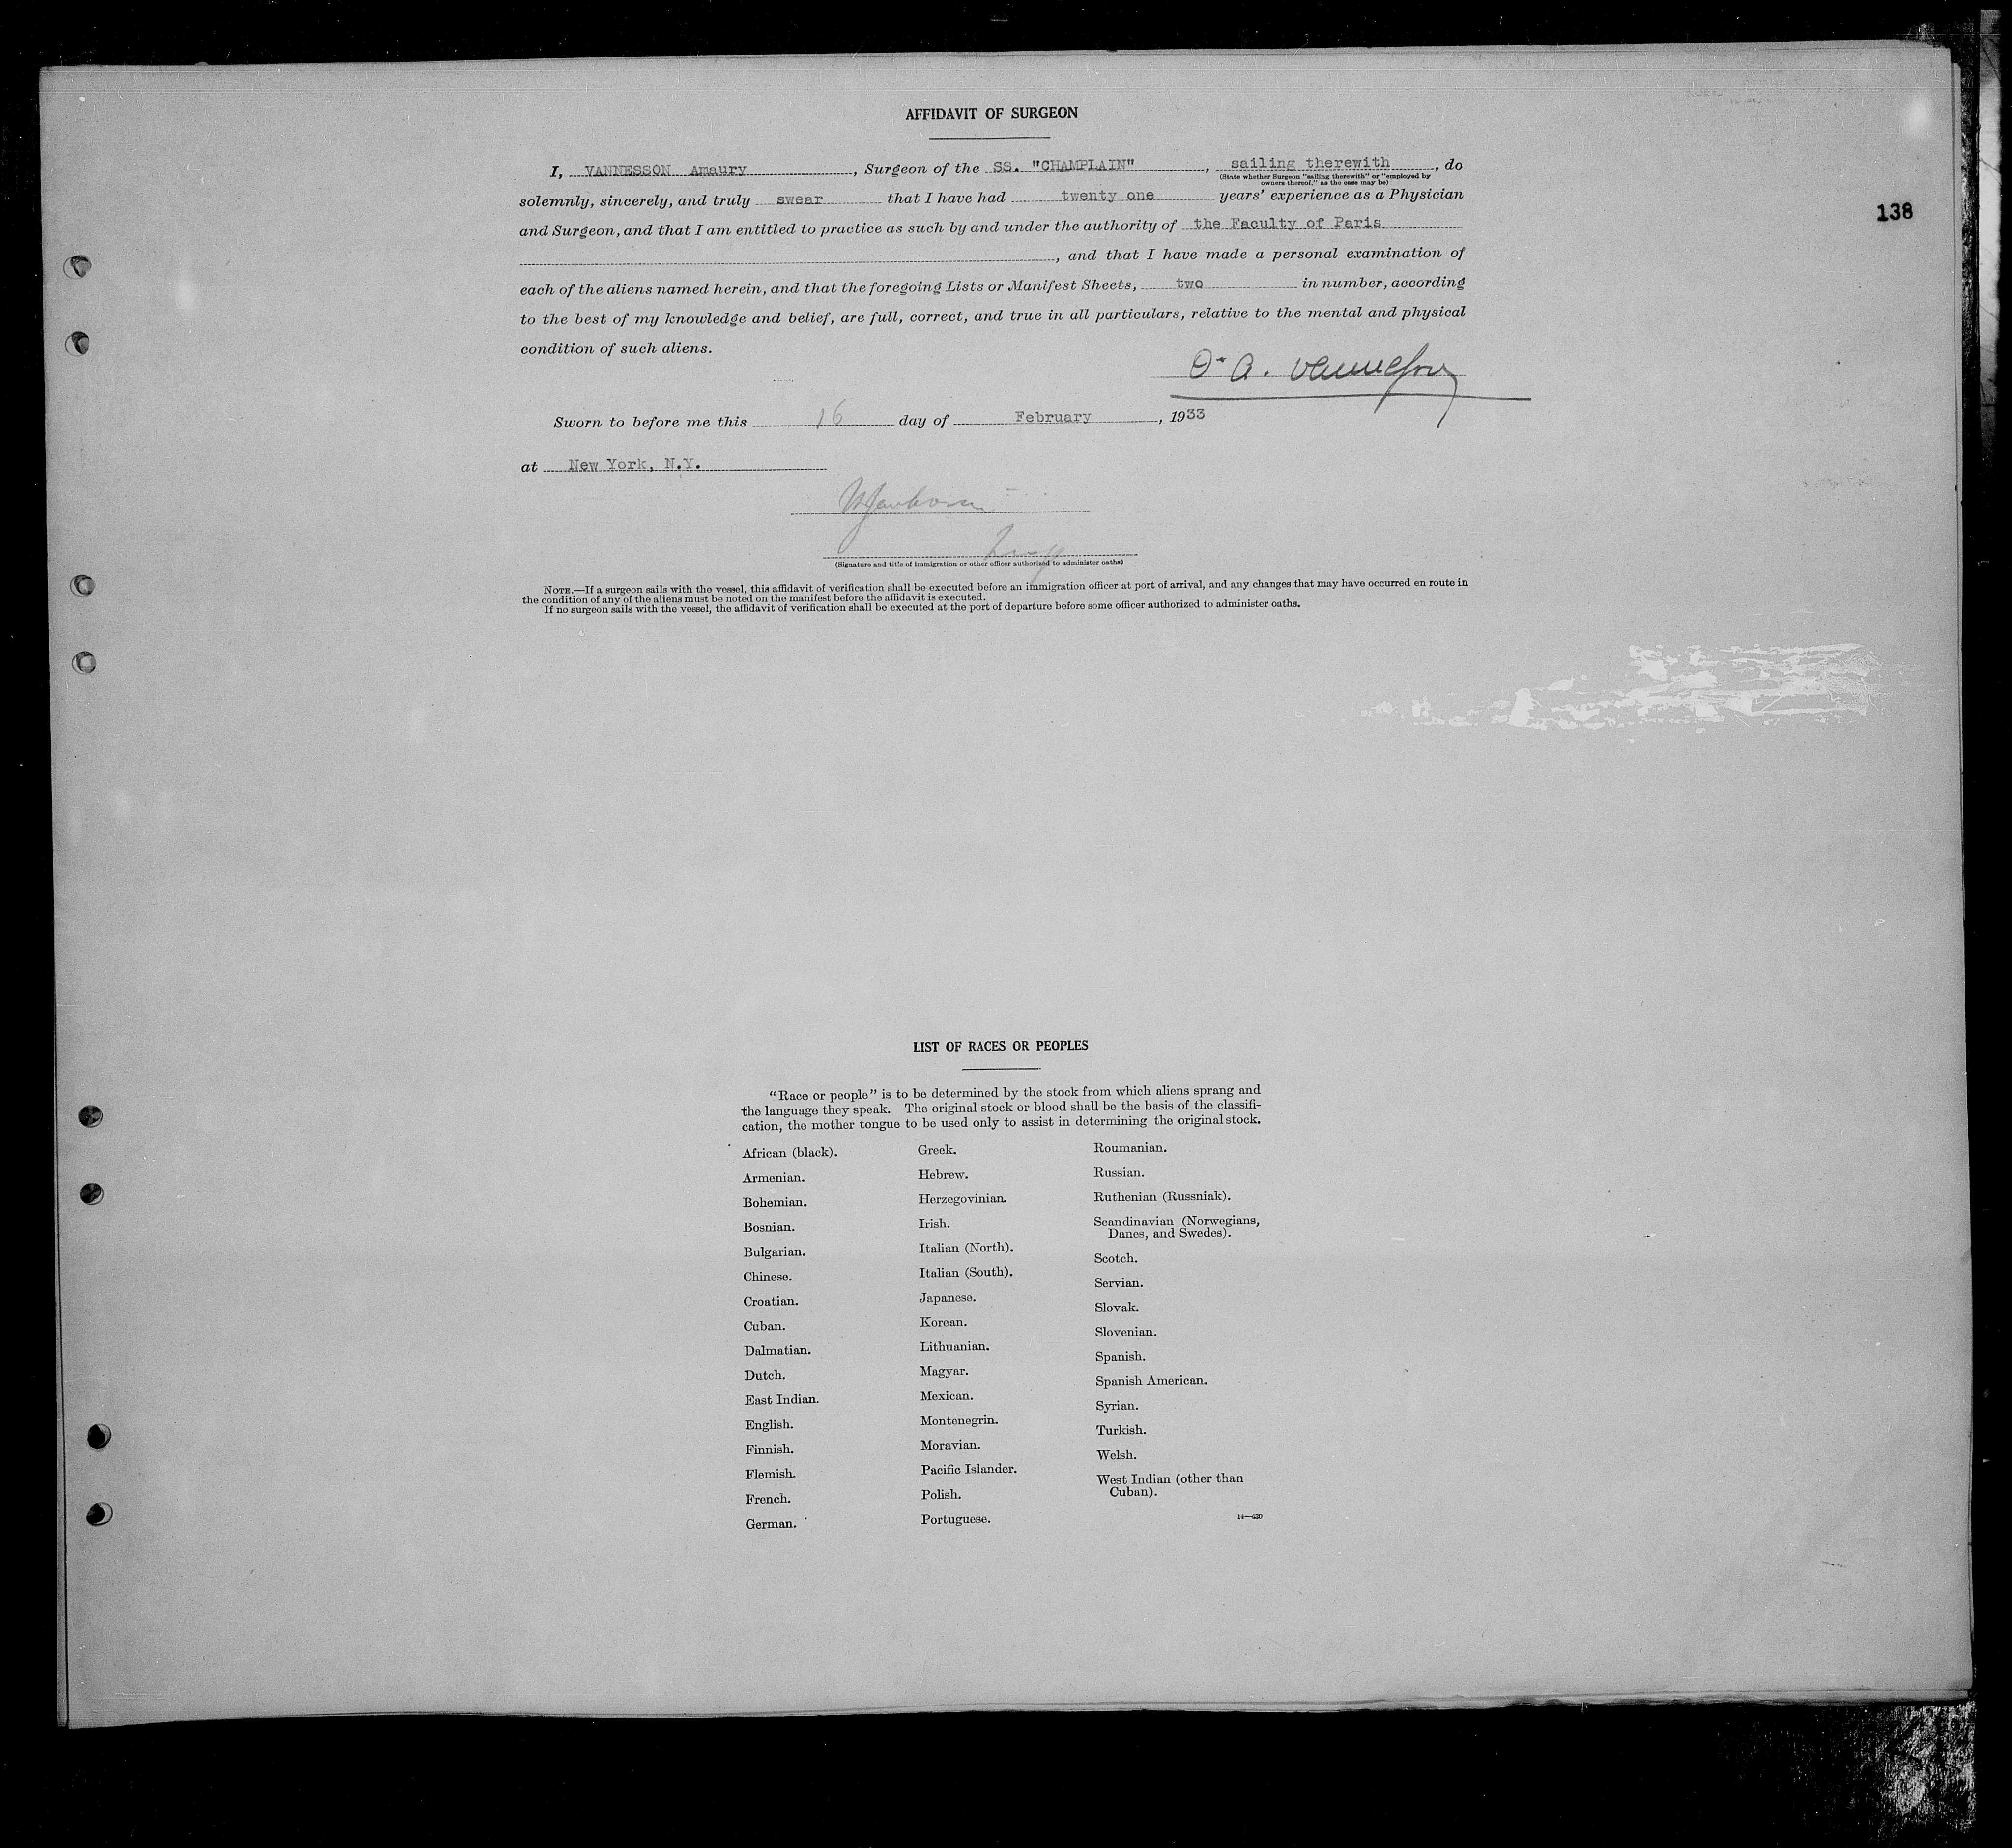 AFFIDAVIT OF SURGEON
138
I, VANNESSON Amaury, Surgeon of the SS. "CHAMPLAIN", sailing therewith, do
(State whether Surgeon "sailing therewith" or "employed by
owners thereof," as the case may be)
solemnly, sincerely, and truly swear that I have had twenty one years' experience as a Physician
and Surgeon, and that I am entitled to practice as such by and under the authority of the Faculty of Paris
, and that I have made a personal examination of
each of the aliens named herein, and that the foregoing Lists or Manifest Sheets, two in number, according
to the best of my knowledge and belief, are full, correct, and true in all particulars, relative to the mental and physical
condition of such aliens.
Dr A. Vannesson
Sworn to before me this 16 day of February, 1933
at New York, N.Y.
(Signature and title of immigration or other officer authorized to administer oaths)
NOTE.—If a surgeon sails with the vessel, this affidavit of verification shall be executed before an immigration officer at port of arrival, and any changes that may have occurred en route in
the condition of any of the aliens must be noted on the manifest before the affidavit is executed.
If no surgeon sails with the vessel, the affidavit of verification shall be executed at the port of departure before some officer authorized to administer oaths.
LIST OF RACES OR PEOPLES
"Race or people" is to be determined by the stock from which aliens sprang and
the language they speak. The original stock or blood shall be the basis of the classifi-
cation, the mother tongue to be used only to assist in determining the original stock.
African (black).
Armenian.
Bohemian.
Bosnian.
Bulgarian.
Chinese.
Croatian.
Cuban.
Dalmatian.
Dutch.
East Indian.
English.
Finnish.
Flemish.
French.
German.
Greek.
Hebrew.
Herzegovinian.
Irish.
Italian (North).
Italian (South).
Japanese.
Korean.
Lithuanian.
Magyar.
Mexican.
Montenegrin.
Moravian.
Pacific Islander.
Polish.
Portuguese.
Roumanian.
Russian.
Ruthenian (Russniak).
Scandinavian (Norwegians,
Danes, and Swedes).
Scotch.
Servian.
Slovak.
Slovenian.
Spanish.
Spanish American.
Syrian.
Turkish.
Welsh.
West Indian (other than
Cuban).